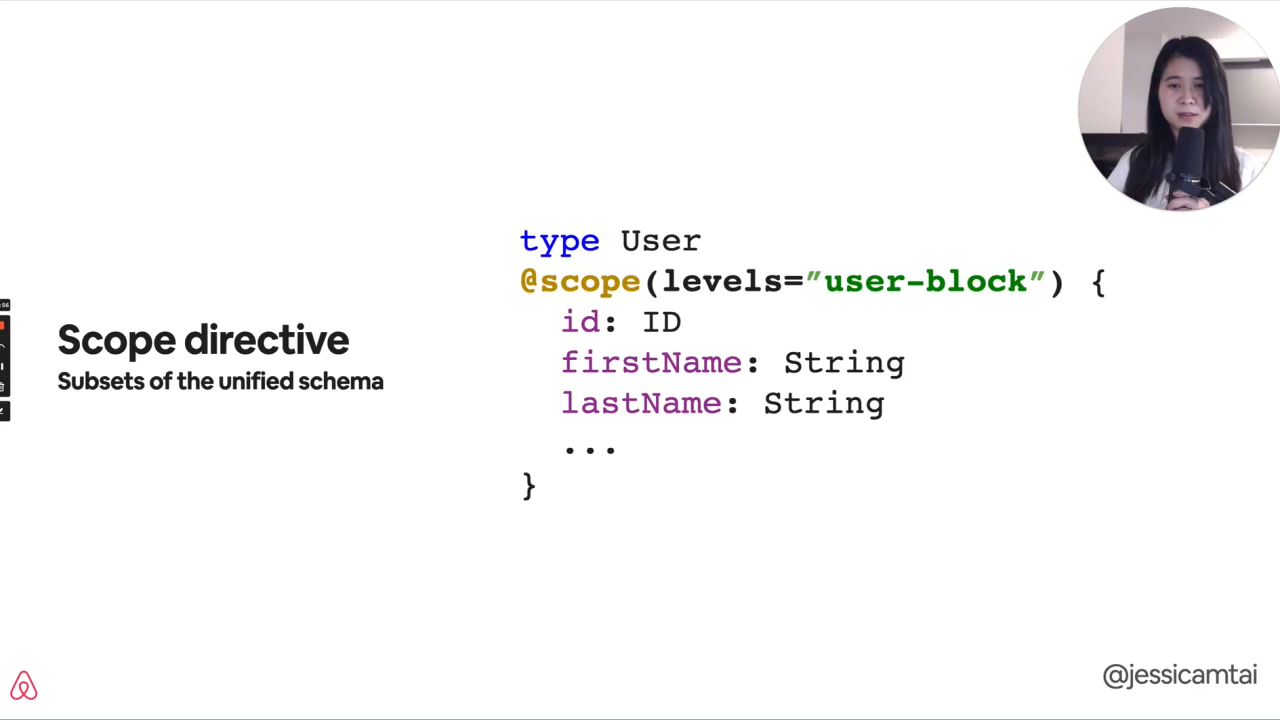 type User
@scope(levels=”user-block”) {
id: ID
firstName: String
lastName: String
...
}
Scope directive
Subsets of the unified schema
:56
@jessicamtai